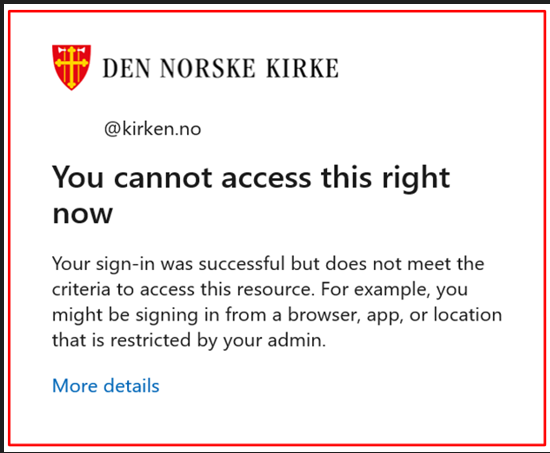 DEN NORSKE KIRKE
@kirken.no
You cannot access this right
now
Your sign-in was successful but does not meet the
criteria to access this resource. For example, you
might be signing in from a browser, app, or location
that is restricted by your admin.
More details